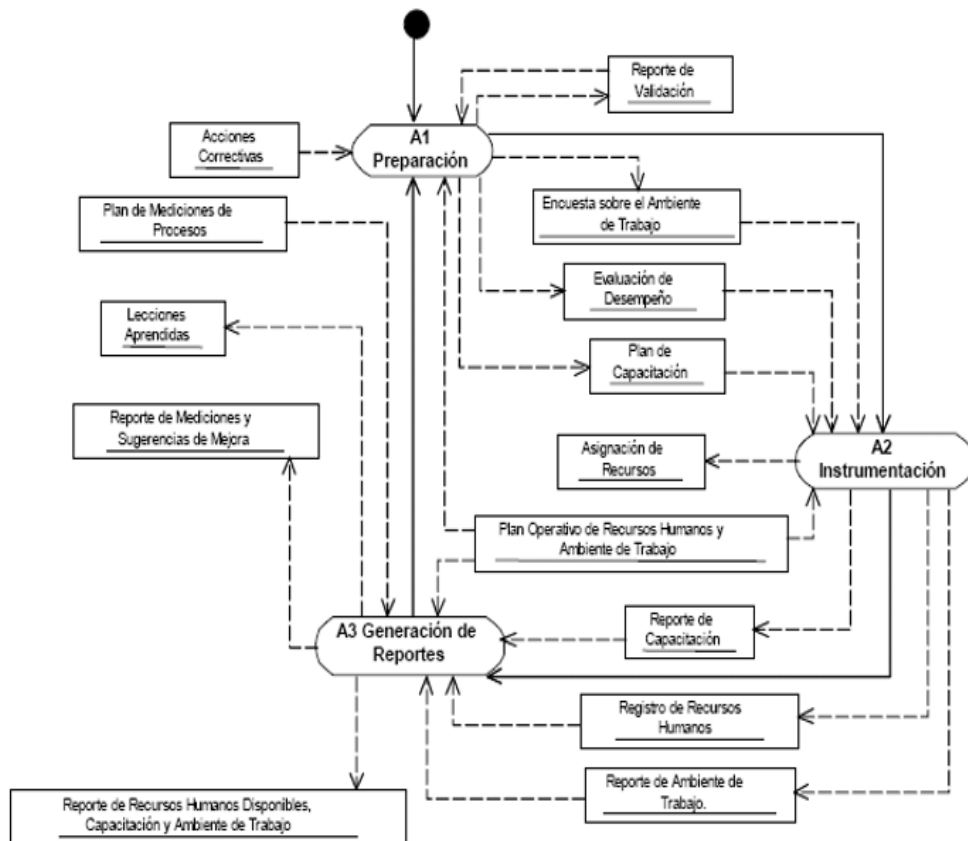 Reporte de
Validación
A1
Preparación
Acciones
Correctivas
Plan de Mediciones de
Procesos
Encuesta sobre el Ambiente
de Trabajo
Evaluación de
Desempeño
Lecciones
Aprendidas
Plan de
Capacitación
Reporte de Mediciones y
Sugerencias de Mejora
Asignación de
Recursos
A2
Instrumentación
Plan Operativo de Recursos Humanos y
Ambiente de Trabajo
A3 Generación de
Reportes
Reporte de
Capacitación
Registro de Recursos
Humanos
Reporte de Ambiente de
Trabajo.
Reporte de Recursos Humanos Disponibles,
Capacitación y Ambiente de Trabajo